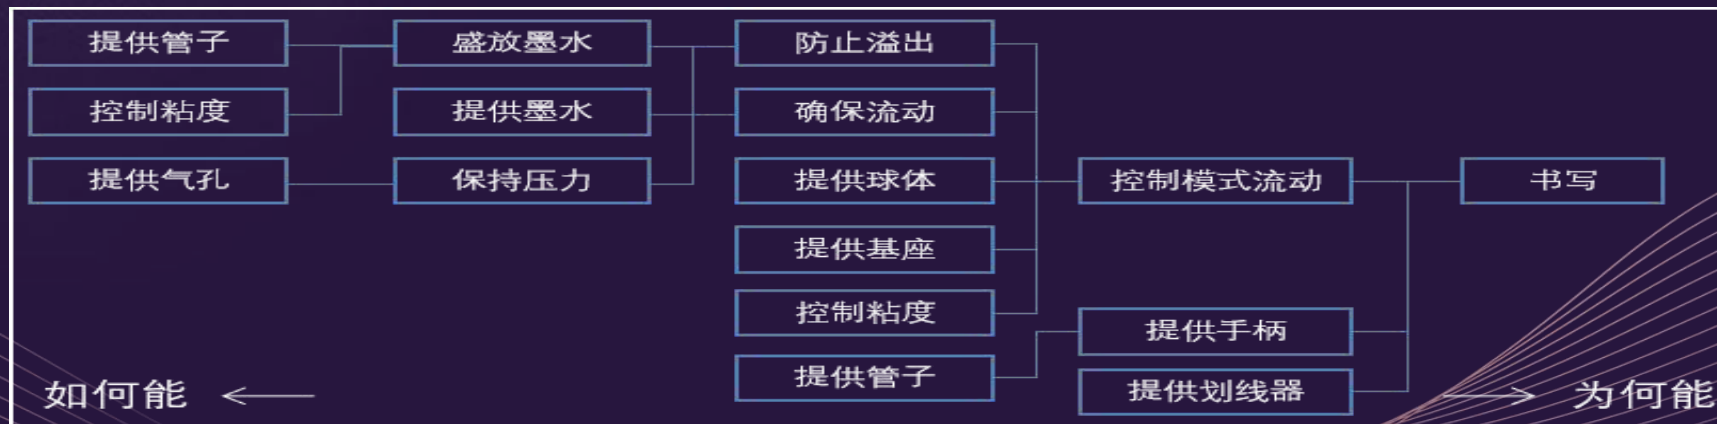 提供管子
盛放墨水
防止溢出
控制粘度
提供墨水
确保流动
提供气孔
保持压力
提供球体
控制模式流动
书写
提供基座
控制粘度
提供手柄
提供管子
提供划线器
如何能
为何能